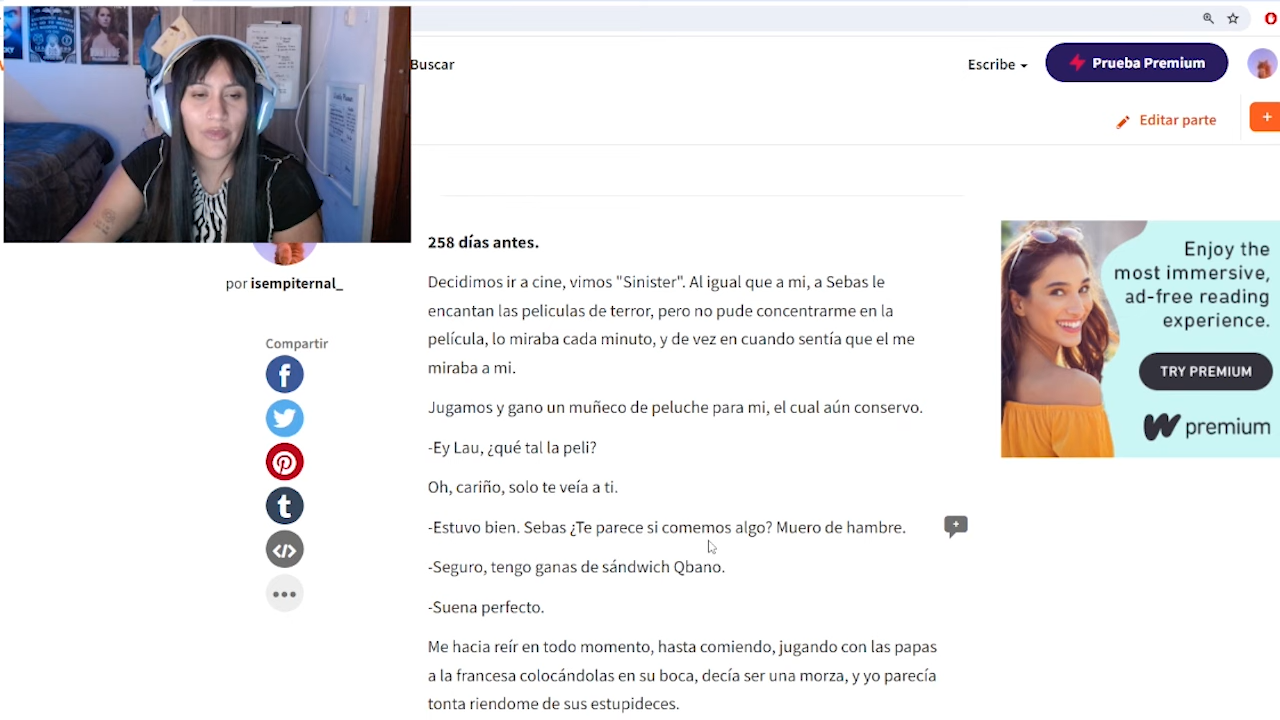 Buscar
Escribe
Prueba Premium
Editar parte
por isempiternal_
Compartir
258 días antes.
Decidimos ir a cine, vimos "Sinister". Al igual que a mi, a Sebas le
encantan las peliculas de terror, pero no pude concentrarme en la
película, lo miraba cada minuto, y de vez en cuando sentía que el me
miraba a mi.
Jugamos y gano un muñeco de peluche para mi, el cual aún conservo.
-Ey Lau, ¿qué tal la peli?
Oh, cariño, solo te veía a ti.
-Estuvo bien. Sebas ¿Te parece si comemos algo? Muero de hambre.
-Seguro, tengo ganas de sándwich Qbano.
-Suena perfecto.
Me hacia reír en todo momento, hasta comiendo, jugando con las papas
a la francesa colocándolas en su boca, decía ser una morza, y yo parecía
tonta riendome de sus estupideces.
Enjoy the
most immersive,
ad-free reading
experience.
TRY PREMIUM
premium